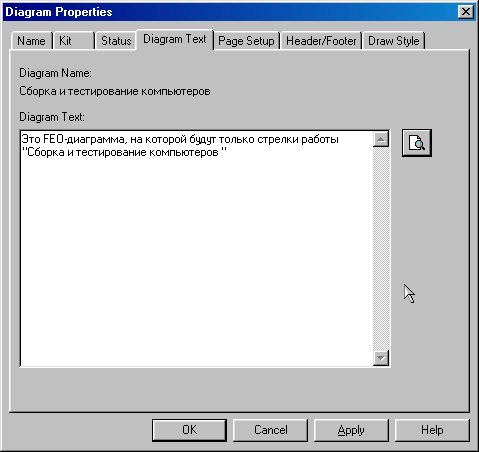 Diagram Properties
Name Kit Status Diagram Text Page Setup Header/Footer Draw Style
Diagram Name:
Сборка и тестирование компьютеров
Diagram Text:
Это FEO-диаграмма, на которой будут только стрелки работы
"Сборка и тестирование компьютеров "
OK Cancel Apply Help